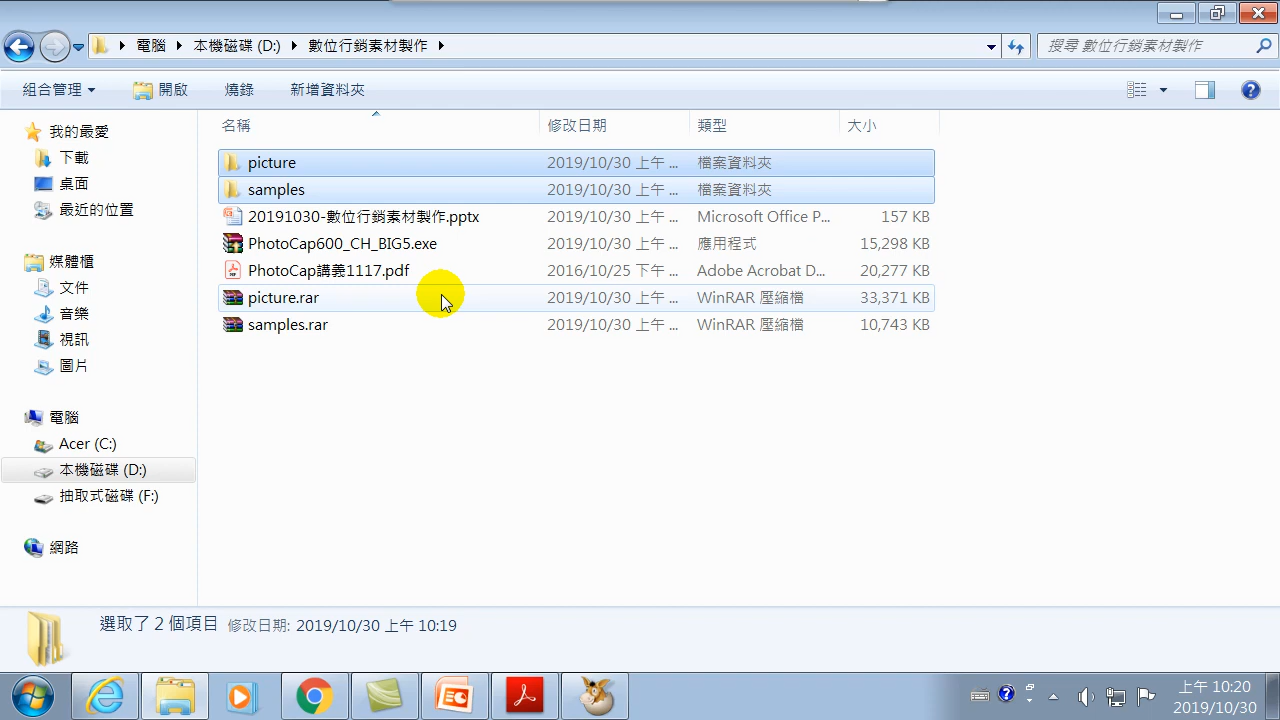 電腦 本機磁碟 (D:) 數位行銷素材製作 搜尋 數位行銷素材製作
組合管理 開啟 燒錄 新增資料夾
我的最愛
下載
桌面
最近的位置
媒體櫃
文件
音樂
視訊
圖片
電腦
Acer (C:)
本機磁碟 (D:)
抽取式磁碟 (F:)
網路
名稱 修改日期 類型 大小
picture 2019/10/30 上午 ... 檔案資料夾
samples 2019/10/30 上午 ... 檔案資料夾
20191030-數位行銷素材製作.pptx 2019/10/30 上午 ... Microsoft Office P... 157 KB
PhotoCap600_CH_BIG5.exe 2019/10/30 上午 ... 應用程式 15,298 KB
PhotoCap講義1117.pdf 2016/10/25 下午 ... Adobe Acrobat D... 20,277 KB
picture.rar 2019/10/30 上午 ... WinRAR 壓縮檔 33,371 KB
samples.rar 2019/10/30 上午 ... WinRAR 壓縮檔 10,743 KB
選取了 2 個項目 修改日期: 2019/10/30 上午 10:19
上午 10:20
2019/10/30